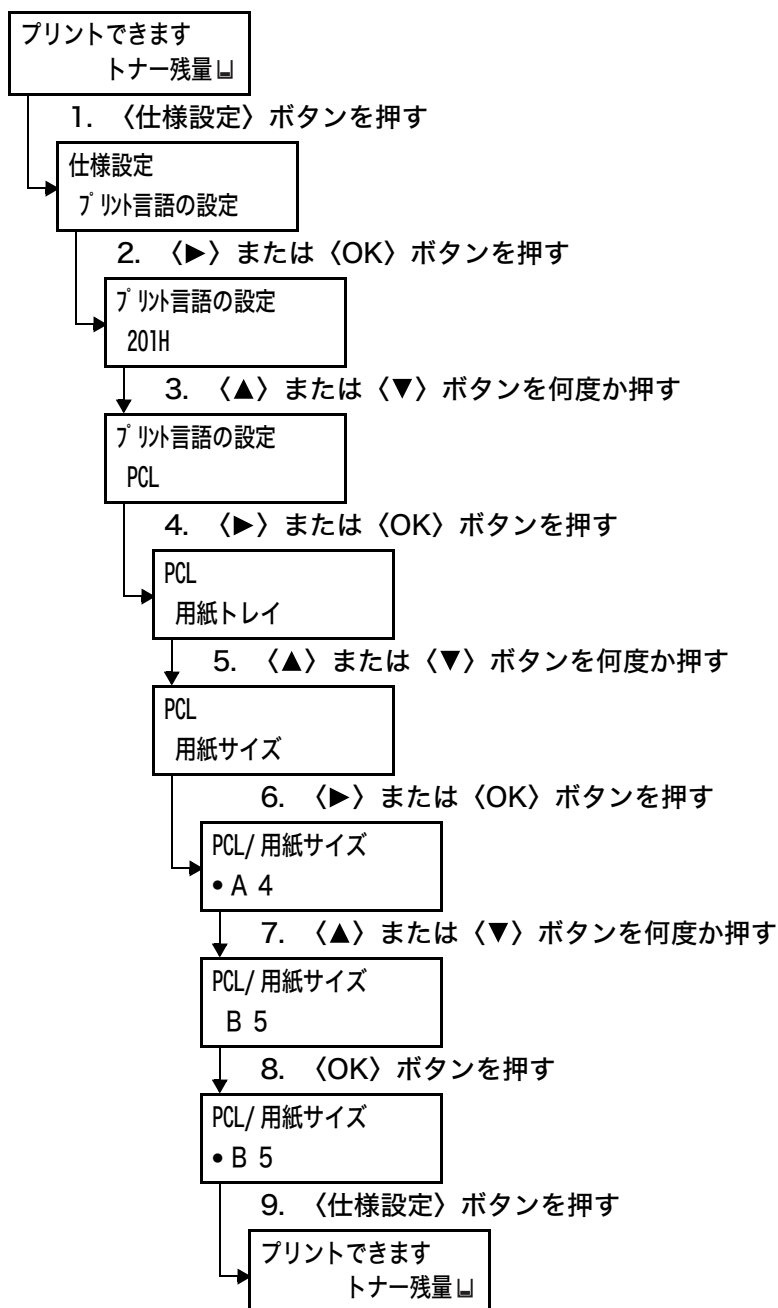 プリントできます
トナー残量
1. 〈仕様設定〉ボタンを押す
仕様設定
プリント言語の設定
2. 〈▶〉または〈OK〉ボタンを押す
プリント言語の設定
201H
3. 〈▲〉または〈▼〉ボタンを何度か押す
プリント言語の設定
PCL
4. 〈▶〉または〈OK〉ボタンを押す
PCL
用紙トレイ
5. 〈▲〉または〈▼〉ボタンを何度か押す
PCL
用紙サイズ
6. 〈▶〉または〈OK〉ボタンを押す
PCL/用紙サイズ
•A 4
7. 〈▲〉または〈▼〉ボタンを何度か押す
PCL/用紙サイズ
B 5
8. 〈OK〉ボタンを押す
PCL/用紙サイズ
•B 5
9. 〈仕様設定〉ボタンを押す
プリントできます
トナー残量